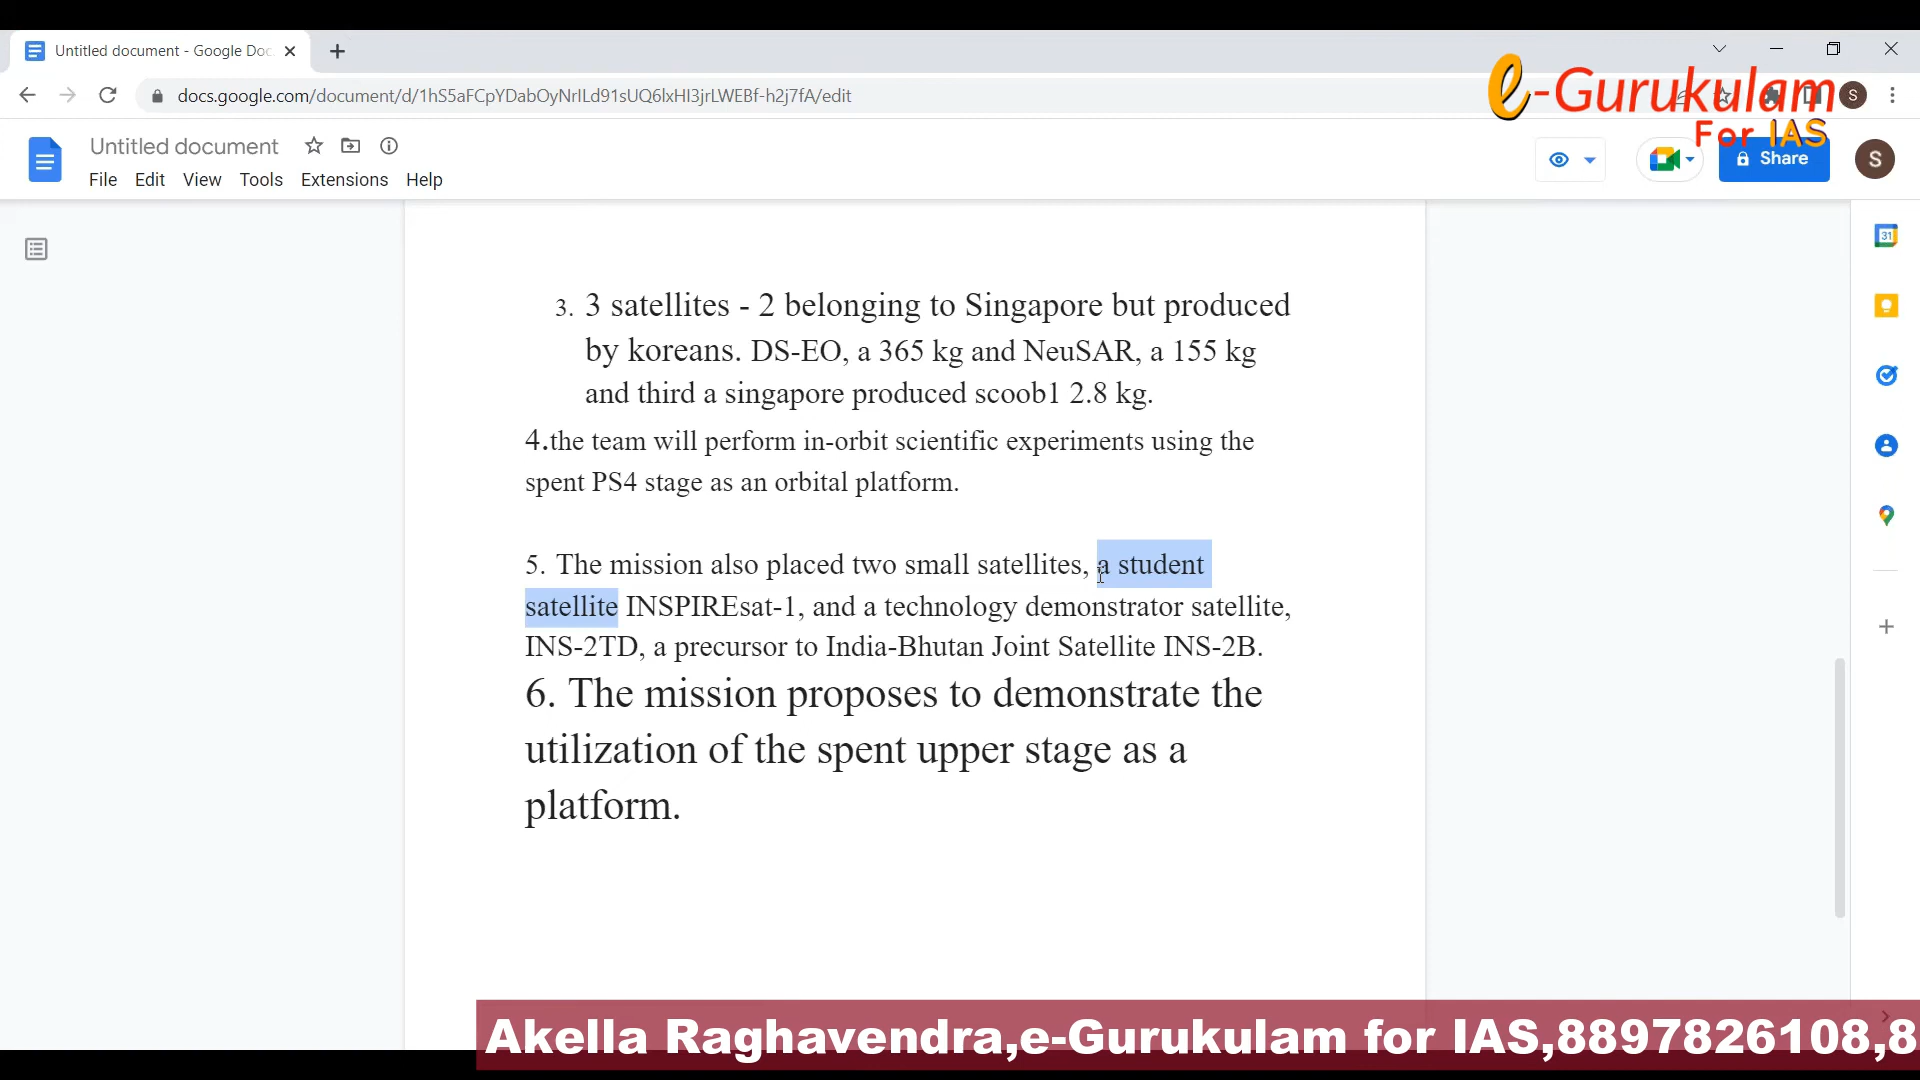 Untitled document - Google Doc
docs.google.com/document/d/1hS5aFCpYDabOyNrILd91sUQ6lxHI3jrLWEBf-h2j7fA/edit
S
e-Gurukulam
For IAS
Untitled document
File Edit View Tools Extensions Help
Share
S
31
3. 3 satellites - 2 belonging to Singapore but produced
by koreans. DS-EO, a 365 kg and NeuSAR, a 155 kg
and third a singapore produced scoob1 2.8 kg.
4.the team will perform in-orbit scientific experiments using the
spent PS4 stage as an orbital platform.
5. The mission also placed two small satellites, a student
satellite INSPIREsat-1, and a technology demonstrator satellite,
INS-2TD, a precursor to India-Bhutan Joint Satellite INS-2B.
6. The mission proposes to demonstrate the
utilization of the spent upper stage as a
platform.
Akella Raghavendra,e-Gurukulam for IAS,8897826108,8